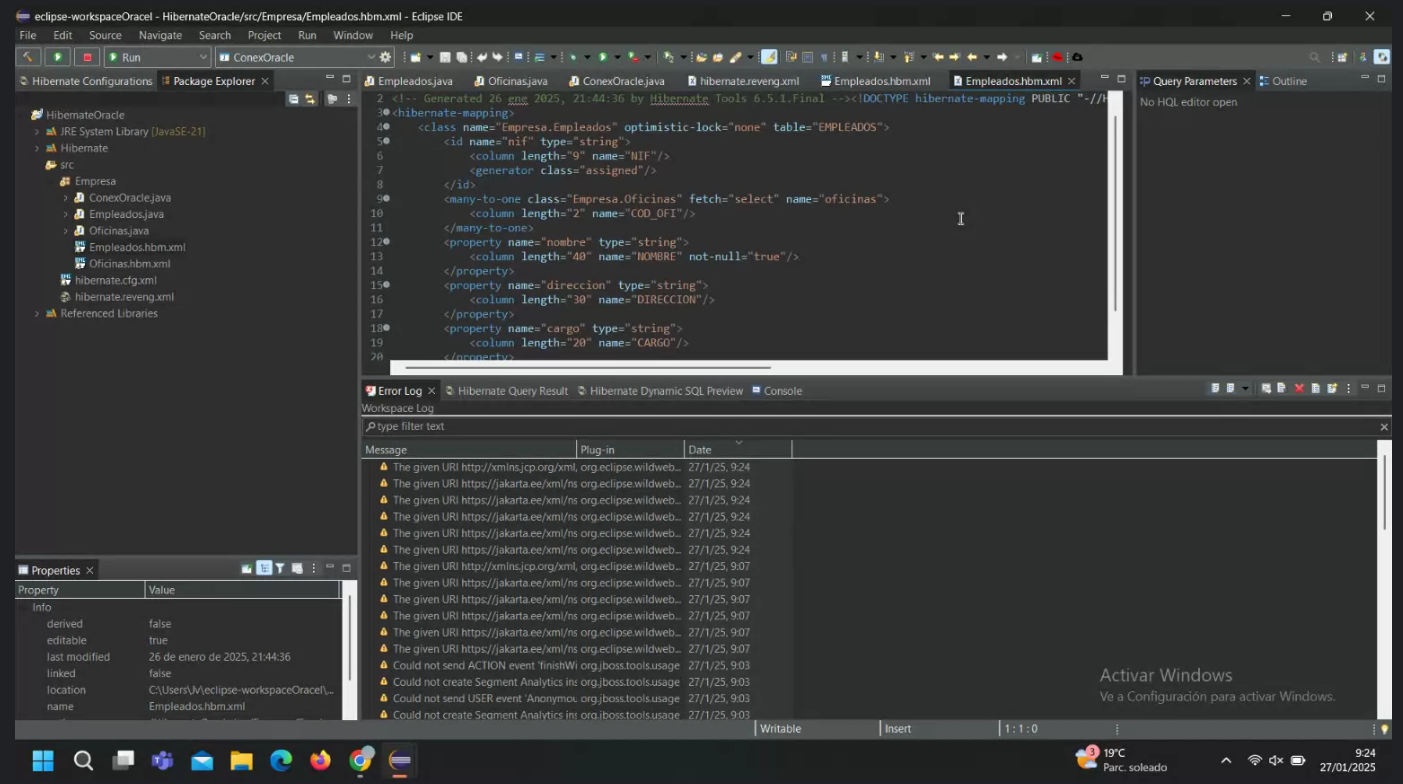 eclipse-workspaceOracel - HibernateOracle/src/Empresa/Empleados.hbm.xml - Eclipse IDE
File Edit Source Navigate Search Project Run Window Help
Run ConexOracle
Hibernate Configurations Package Explorer
HibernateOracle
JRE System Library [JavaSE-21]
Hibernate
src
Empresa
ConexOracle.java
Empleados.java
Oficinas.java
Empleados.hbm.xml
Oficinas.hbm.xml
hibernate.cfg.xml
hibernate.reveng.xml
Referenced Libraries
Empleados.java Oficinas.java ConexOracle.java hibernate.reveng.xml Empleados.hbm.xml Empleados.hbm.xml
2 <!-- Generated 26 ene 2025, 21:44:36 by Hibernate Tools 6.5.1.Final --><!DOCTYPE hibernate-mapping PUBLIC "-//H
3 <hibernate-mapping>
4 <class name="Empresa.Empleados" optimistic-lock="none" table="EMPLEADOS">
5 <id name="nif" type="string">
6 <column length="9" name="NIF"/>
7 <generator class="assigned"/>
8 </id>
9 <many-to-one class="Empresa.Oficinas" fetch="select" name="oficinas">
10 <column length="2" name="COD_OFI"/>
11 </many-to-one>
12 <property name="nombre" type="string">
13 <column length="40" name="NOMBRE" not-null="true"/>
14 </property>
15 <property name="direccion" type="string">
16 <column length="30" name="DIRECCION"/>
17 </property>
18 <property name="cargo" type="string">
19 <column length="20" name="CARGO"/>
20 </property>
Query Parameters Outline
No HQL editor open
Error Log Hibernate Query Result Hibernate Dynamic SQL Preview Console
Workspace Log
type filter text
Message Plug-in Date
The given URI http://xmlns.jcp.org/xml, org.eclipse.wildweb... 27/1/25, 9:24
The given URI https://jakarta.ee/xml/ns org.eclipse.wildweb... 27/1/25, 9:24
The given URI https://jakarta.ee/xml/ns org.eclipse.wildweb... 27/1/25, 9:24
The given URI https://jakarta.ee/xml/ns org.eclipse.wildweb... 27/1/25, 9:24
The given URI https://jakarta.ee/xml/ns org.eclipse.wildweb... 27/1/25, 9:24
The given URI https://jakarta.ee/xml/ns org.eclipse.wildweb... 27/1/25, 9:24
The given URI http://xmlns.jcp.org/xml, org.eclipse.wildweb... 27/1/25, 9:07
The given URI https://jakarta.ee/xml/ns org.eclipse.wildweb... 27/1/25, 9:07
The given URI https://jakarta.ee/xml/ns org.eclipse.wildweb... 27/1/25, 9:07
The given URI https://jakarta.ee/xml/ns org.eclipse.wildweb... 27/1/25, 9:07
The given URI https://jakarta.ee/xml/ns org.eclipse.wildweb... 27/1/25, 9:07
The given URI https://jakarta.ee/xml/ns org.eclipse.wildweb... 27/1/25, 9:07
Could not send ACTION event 'finishWi org.jboss.tools.usage 27/1/25, 9:03
Could not create Segment Analytics ins org.jboss.tools.usage 27/1/25, 9:03
Could not send USER event 'Anonymou org.jboss.tools.usage 27/1/25, 9:03
Could not create Segment Analytics ins org.jboss.tools.usage 27/1/25, 9:03
Properties
Property Value
Info
derived false
editable true
last modified 26 de enero de 2025, 21:44:36
linked false
location C:\Users\Jv\eclipse-workspaceOracel\...
name Empleados.hbm.xml
Activar Windows
Ve a Configuración para activar Windows.
Writable Insert 1:1:0
3 19°C
Parc. soleado
9:24
27/01/2025